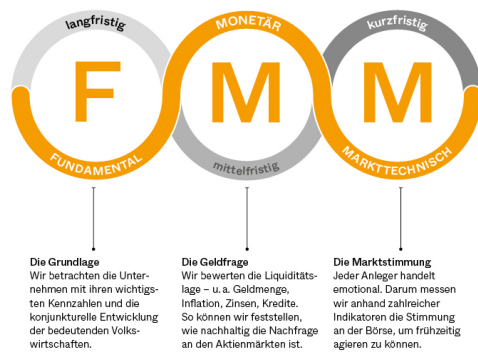 langfristig
F
FUNDAMENTAL
MONETÄR
M
mittelfristig
kurzfristig
M
MARKTTECHNISCH
Die Grundlage
Wir betrachten die Unter-
nehmen mit ihren wichtigs-
ten Kennzahlen und die
konjunkturelle Entwicklung
der bedeutenden Volks-
wirtschaften.
Die Geldfrage
Wir bewerten die Liquiditäts-
lage – u. a. Geldmenge,
Inflation, Zinsen, Kredite.
So können wir feststellen,
wie nachhaltig die Nachfrage
an den Aktienmärkten ist.
Die Marktstimmung
Jeder Anleger handelt
emotional. Darum messen
wir anhand zahlreicher
Indikatoren die Stimmung
an der Börse, um frühzeitig
agieren zu können.